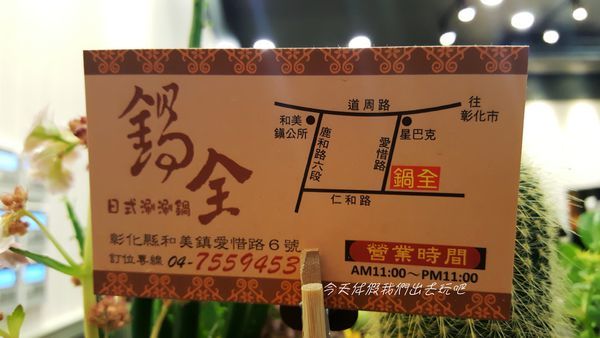 鍋全
日式涮涮鍋
彰化縣和美鎮愛惜路6號
訂位專線 04-7559453
道周路
往
彰化市
和美
鎮公所
鹿和路六段
愛惜路
星巴克
鍋全
仁和路
營業時間
AM11:00~PM11:00
今天休假我們出去玩吧